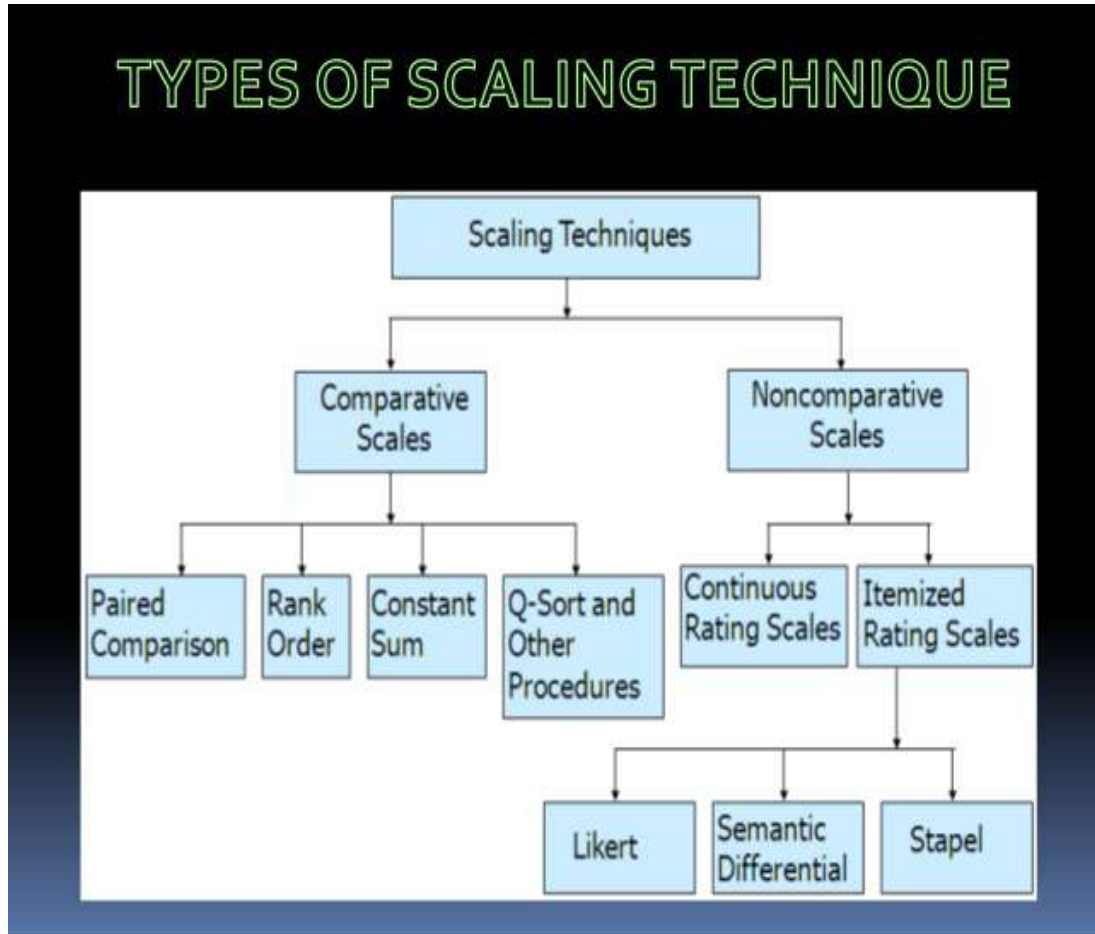 TYPES OF SCALING TECHNIQUE
Scaling Techniques
Comparative
Scales
Noncomparative
Scales
Paired
Comparison
Rank
Order
Constant
Sum
Q-Sort and
Other
Procedures
Continuous
Rating Scales
Itemized
Rating Scales
Likert
Semantic
Differential
Stapel